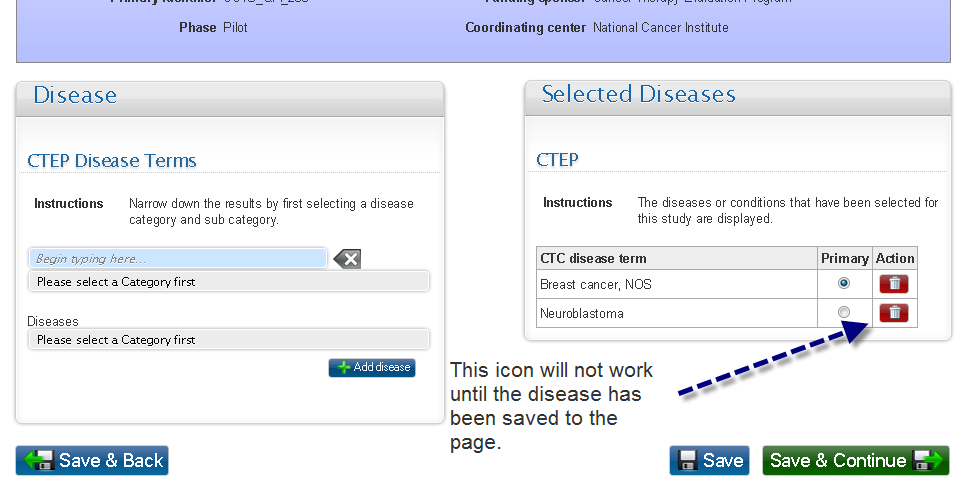 Phase Pilot
Coordinating center National Cancer Institute
Disease
CTEP Disease Terms
Instructions Narrow down the results by first selecting a disease
category and sub category.
Begin typing here...
Please select a Category first
Diseases
Please select a Category first
Add disease
Selected Diseases
CTEP
Instructions The diseases or conditions that have been selected for
this study are displayed.
CTC disease term Primary Action
Breast cancer, NOS
Neuroblastoma
This icon will not work
until the disease has
been saved to the
page.
Save & Back
Save
Save & Continue